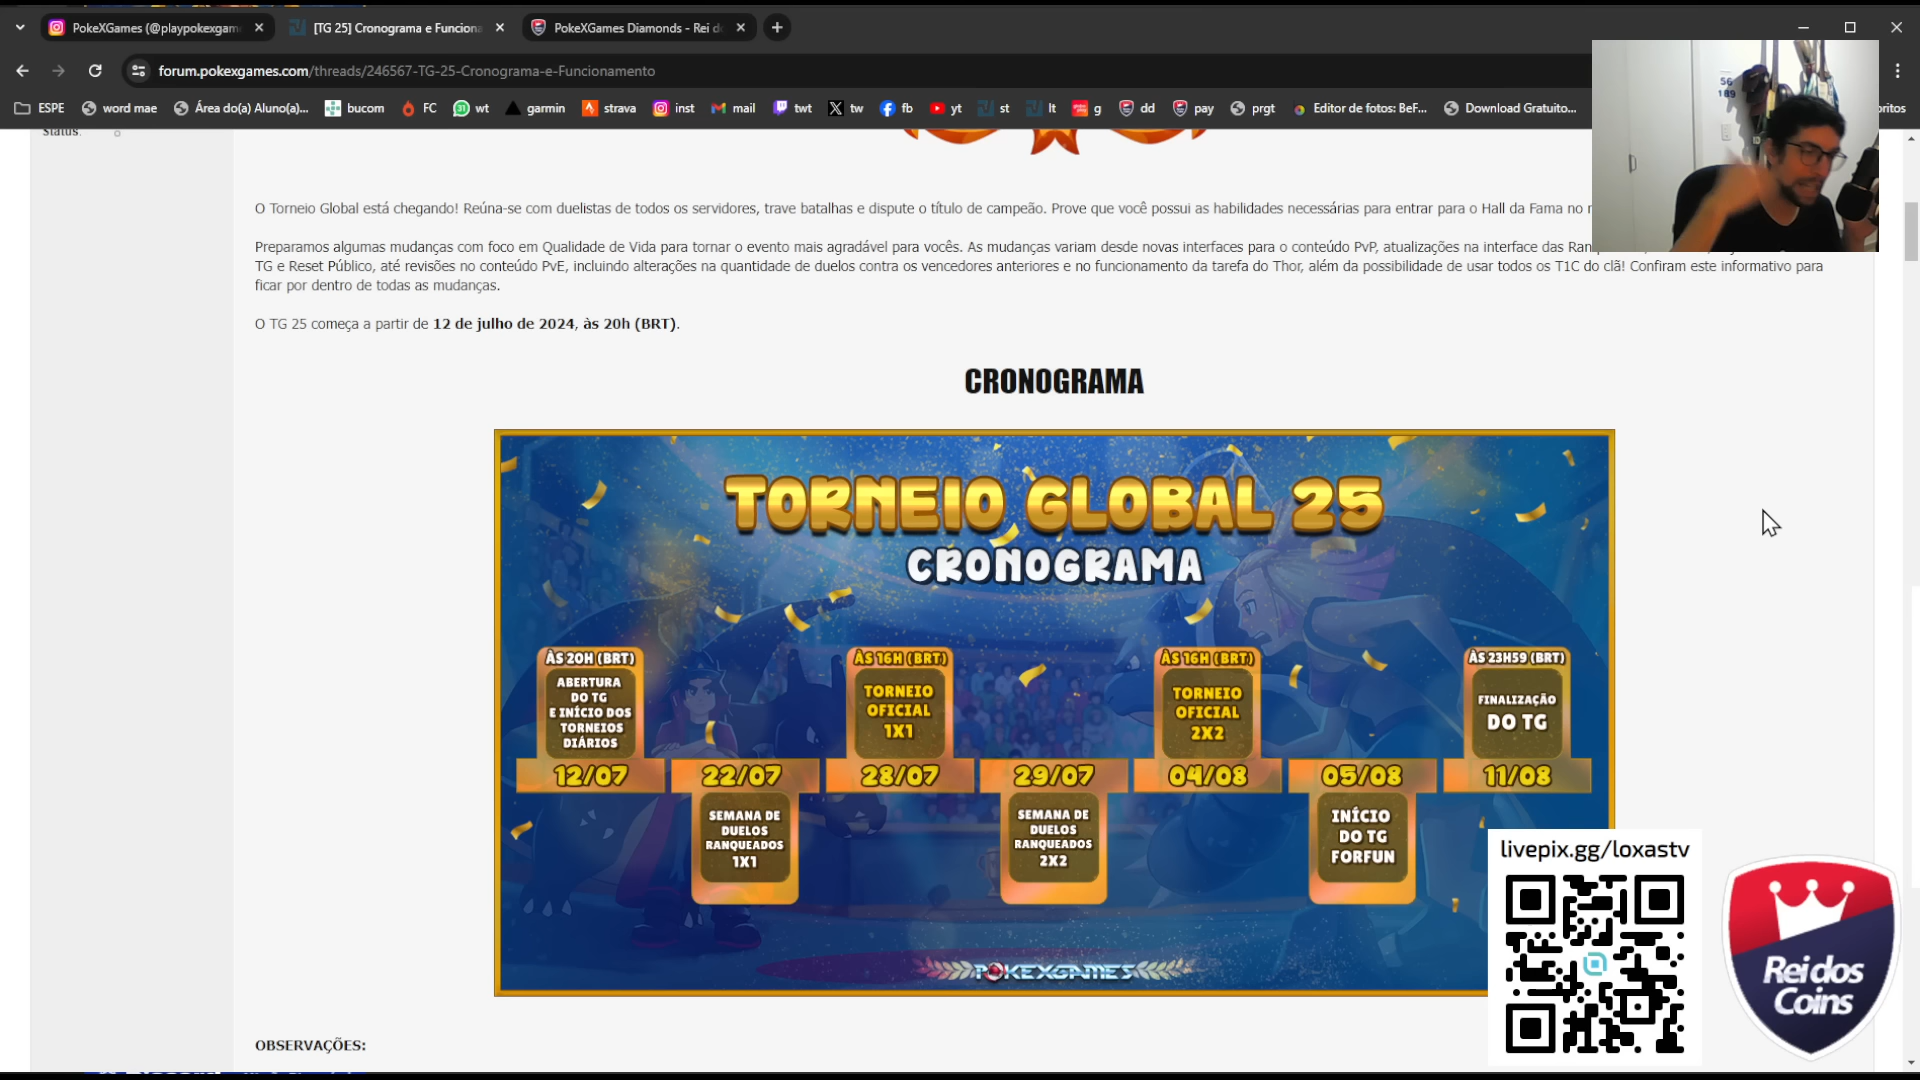 PokeXGames (@playpokexgam
[TG 25] Cronograma e Funciona
PokeXGames Diamonds - Rei d
forum.pokexgames.com/threads/246567-TG-25-Cronograma-e-Funcionamento
ESPE
word mae
Área do(a) Aluno(a)...
bucom
FC
wt
garmin
strava
inst
mail
twt
tw
fb
yt
st
lt
g
dd
pay
prgt
Editor de fotos: BeF...
Download Gratuito...
oritos
Status:
56
189
O Torneio Global está chegando! Reúna-se com duelistas de todos os servidores, trave batalhas e dispute o título de campeão. Prove que você possui as habilidades necessárias para entrar para o Hall da Fama no
Preparamos algumas mudanças com foco em Qualidade de Vida para tornar o evento mais agradável para vocês. As mudanças variam desde novas interfaces para o conteúdo PvP, atualizações na interface das Ran
TG e Reset Público, até revisões no conteúdo PvE, incluindo alterações na quantidade de duelos contra os vencedores anteriores e no funcionamento da tarefa do Thor, além da possibilidade de usar todos os T1C do clã! Confiram este informativo para
ficar por dentro de todas as mudanças.
O TG 25 começa a partir de 12 de julho de 2024, às 20h (BRT).
CRONOGRAMA
TORNEIO GLOBAL 25
CRONOGRAMA
ÀS 20H (BRT)
ABERTURA
DO TG
E INÍCIO DOS
TORNEIOS
DIÁRIOS
12/07
22/07
SEMANA DE
DUELOS
RANQUEADOS
1X1
ÀS 16H (BRT)
TORNEIO
OFICIAL
1X1
28/07
29/07
SEMANA DE
DUELOS
RANQUEADOS
2X2
ÀS 16H (BRT)
TORNEIO
OFICIAL
2X2
04/08
05/08
INÍCIO
DO TG
FORFUN
ÀS 23H59 (BRT)
FINALIZAÇÃO
DO TG
11/08
POKEXGAMES
livepix.gg/loxastv
Rei dos
Coins
OBSERVAÇÕES: